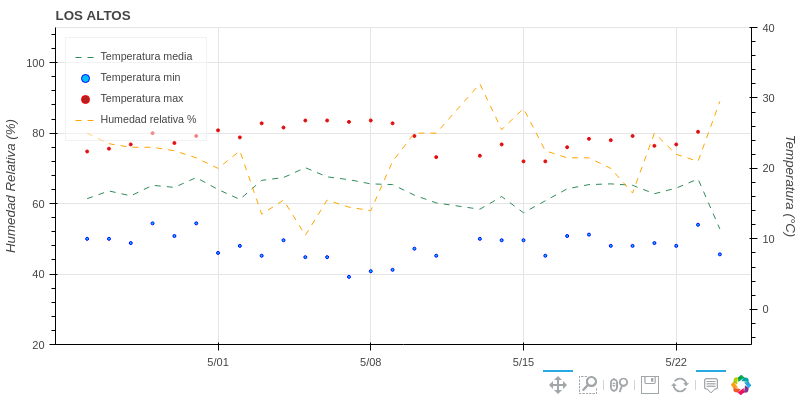 LOS ALTOS
Temperatura media
Temperatura min
Temperatura max
Humedad relativa %
Humedad Relativa (%)
100
80
60
40
20
40
30
20
10
0
Temperatura (°C)
5/01
5/08
5/15
5/22